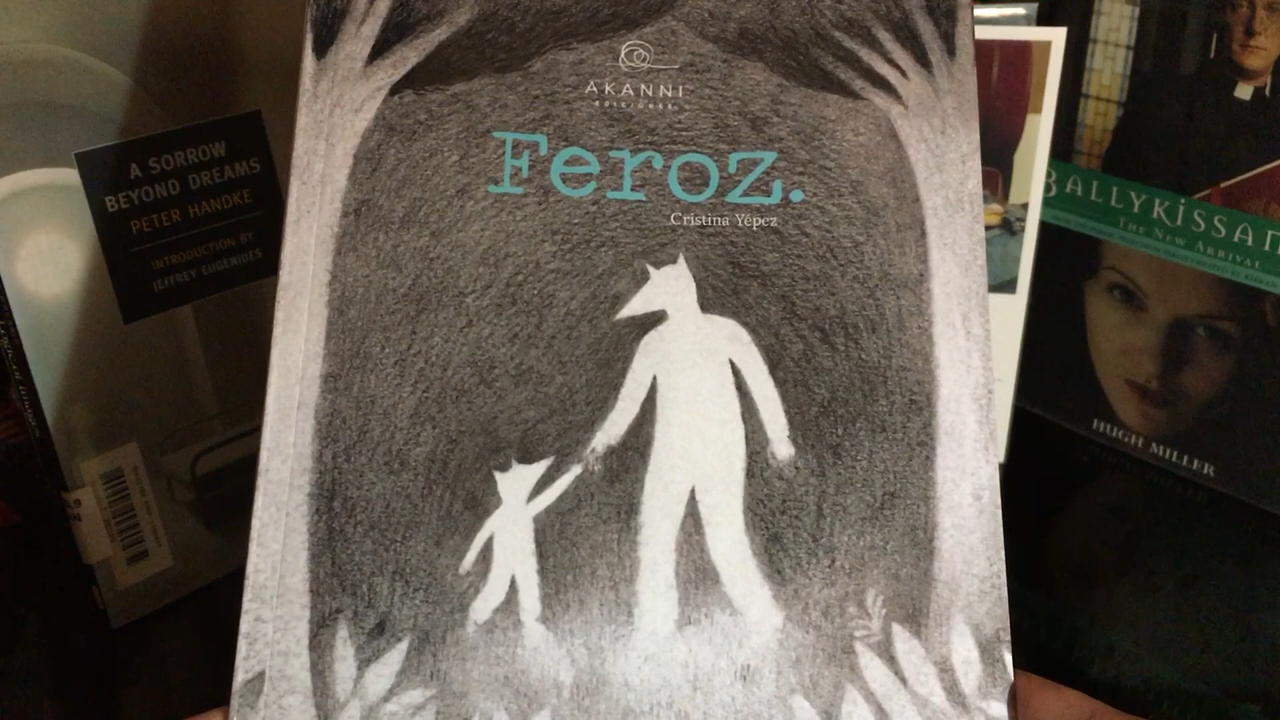 A SORROW
BEYOND DREAMS
PETER HANDKE
INTRODUCTION BY
JEFFREY EUGENIDES
AKANNI
EDICIONES
Feroz.
Cristina Yépez
BALLYKISSAN
THE NEW ARRIVAL
HUGH MILLER